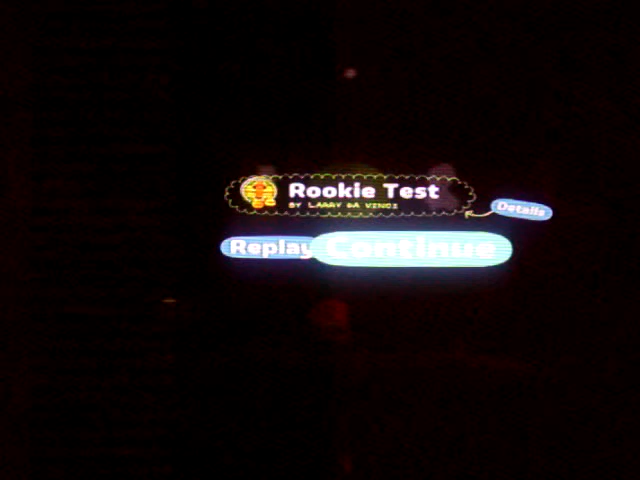 Rookie Test
BY LARRY DA VINCI
Details
Replay
Continue